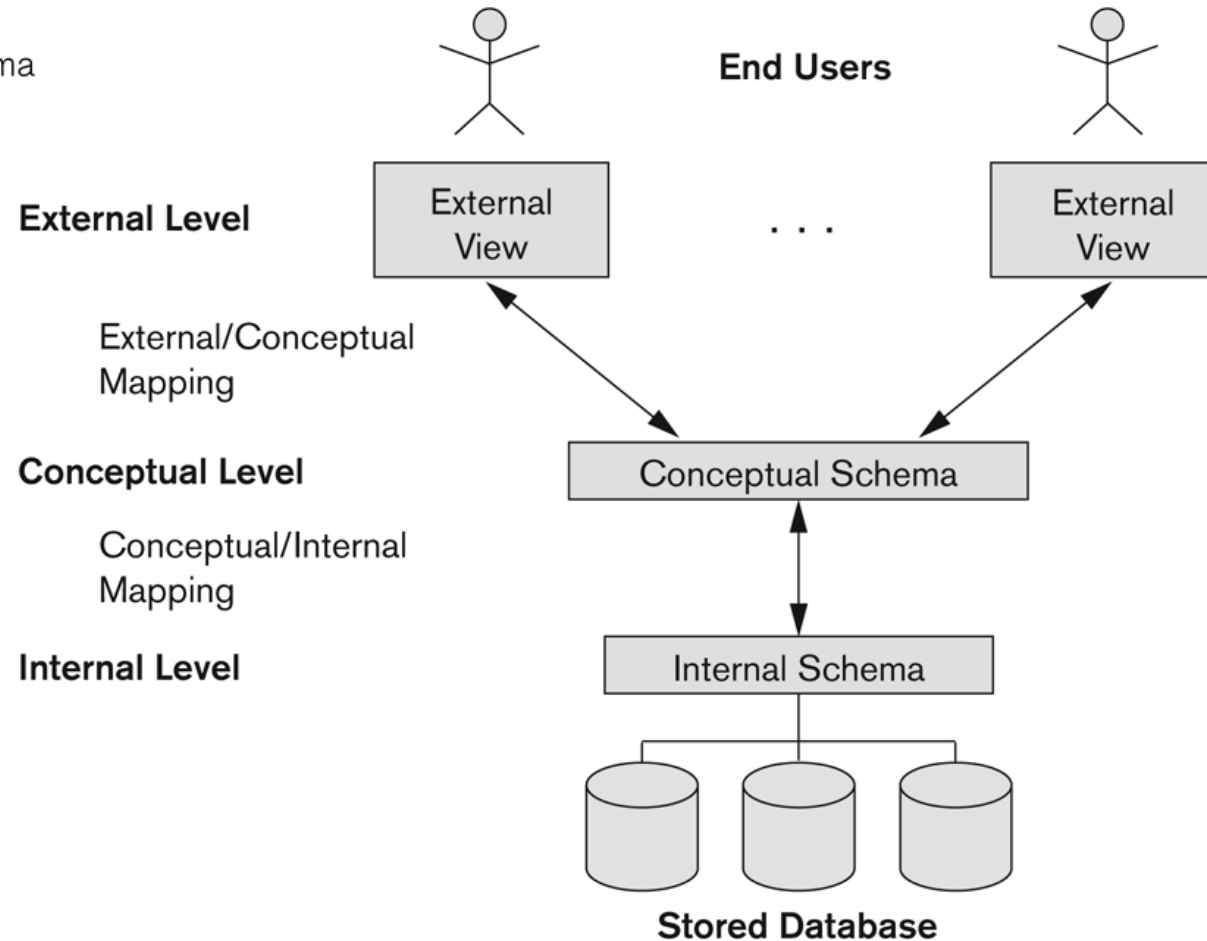 ma
End Users
External Level
External
View
. . .
External
View
External/Conceptual
Mapping
Conceptual Level
Conceptual Schema
Conceptual/Internal
Mapping
Internal Level
Internal Schema
Stored Database